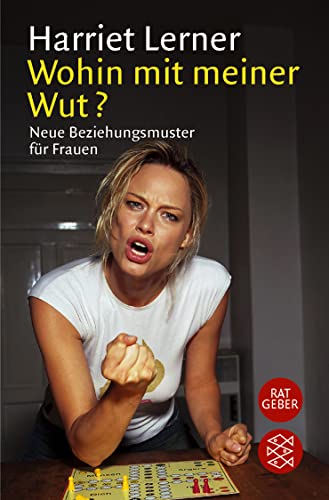 Harriet Lerner
Wohin mit meiner
Wut?
Neue Beziehungsmuster
für Frauen
RAT
GEBER